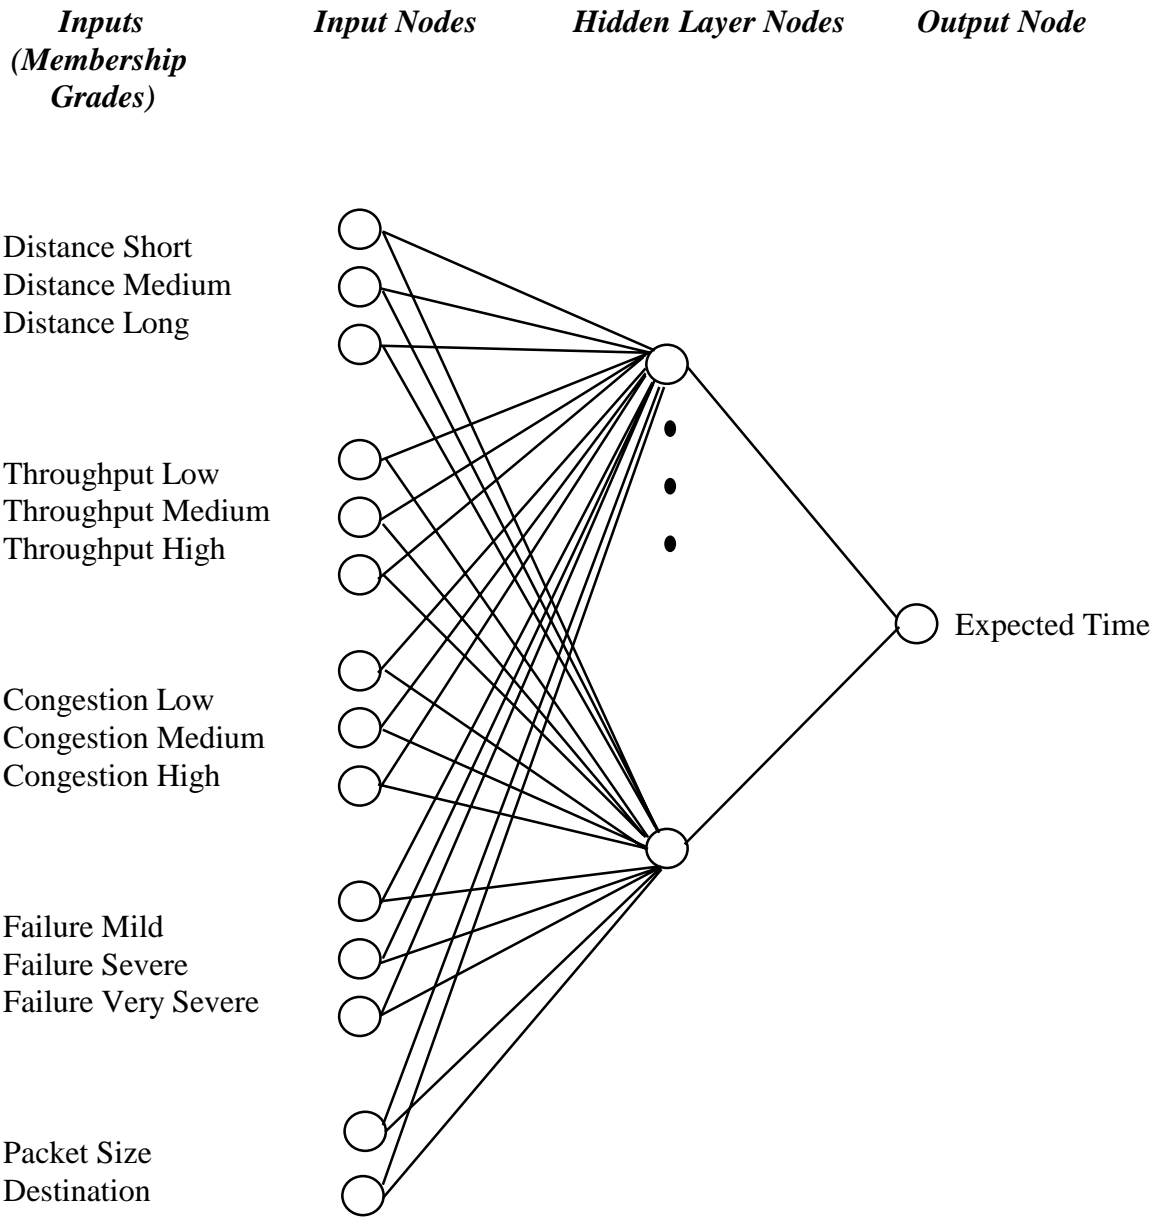 Inputs
(Membership
Grades)
Input Nodes
Hidden Layer Nodes
Output Node
Distance Short
Distance Medium
Distance Long
Throughput Low
Throughput Medium
Throughput High
Expected Time
Congestion Low
Congestion Medium
Congestion High
Failure Mild
Failure Severe
Failure Very Severe
Packet Size
Destination